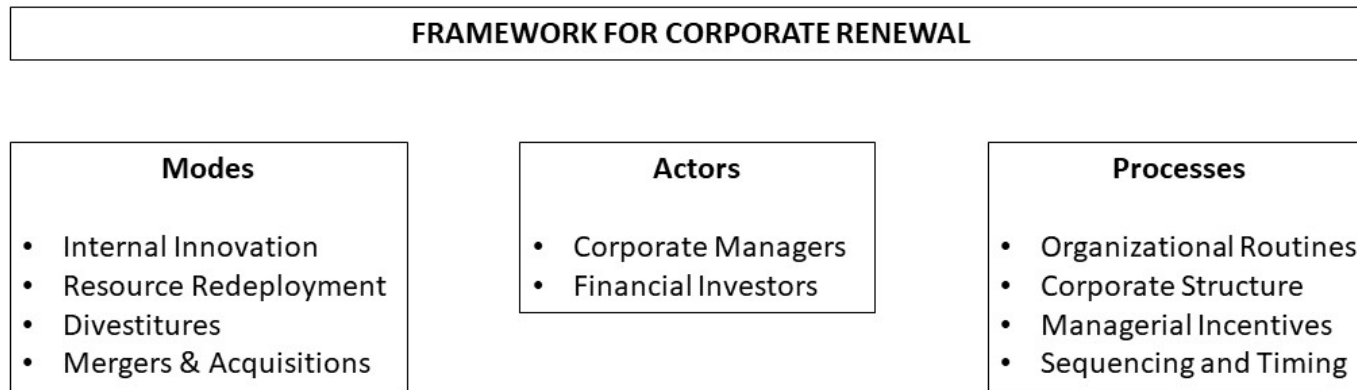 FRAMEWORK FOR CORPORATE RENEWAL
Modes
• Internal Innovation
• Resource Redeployment
• Divestitures
• Mergers & Acquisitions
Actors
• Corporate Managers
• Financial Investors
Processes
• Organizational Routines
• Corporate Structure
• Managerial Incentives
• Sequencing and Timing